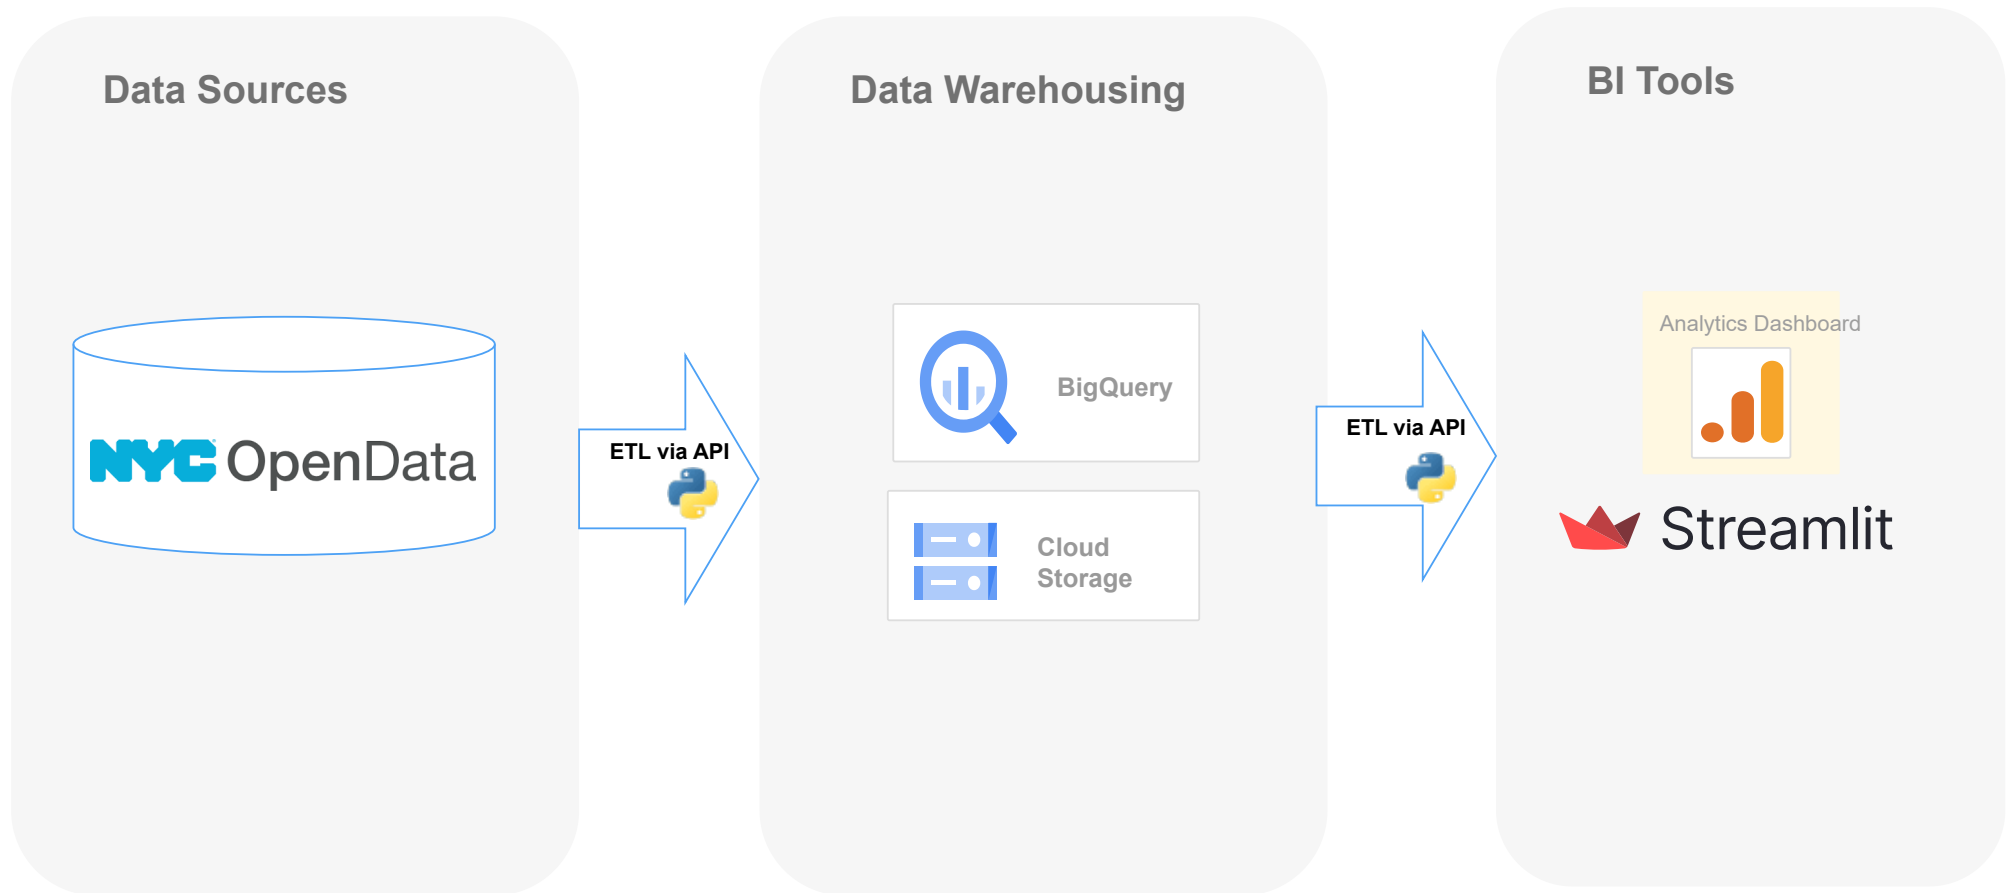 Data Sources
Data Warehousing
BI Tools
NYC OpenData
ETL via API
BigQuery
Cloud
Storage
ETL via API
Analytics Dashboard
Streamlit